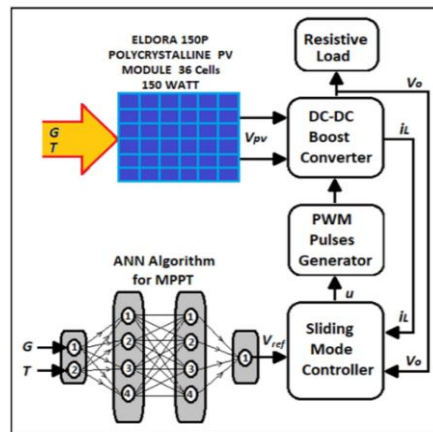 ELDORA 150P
POLYCRYSTALLINE PV
MODULE 36 Cells
150 WATT
Resistive
Load
G
T
Vpv
DC-DC
Boost
Converter
Vo
iL
PWM
Pulses
Generator
ANN Algorithm
for MPPT
u
iL
G
T
1
2
1
2
3
4
1
2
3
4
1
Vref
Sliding
Mode
Controller
Vo